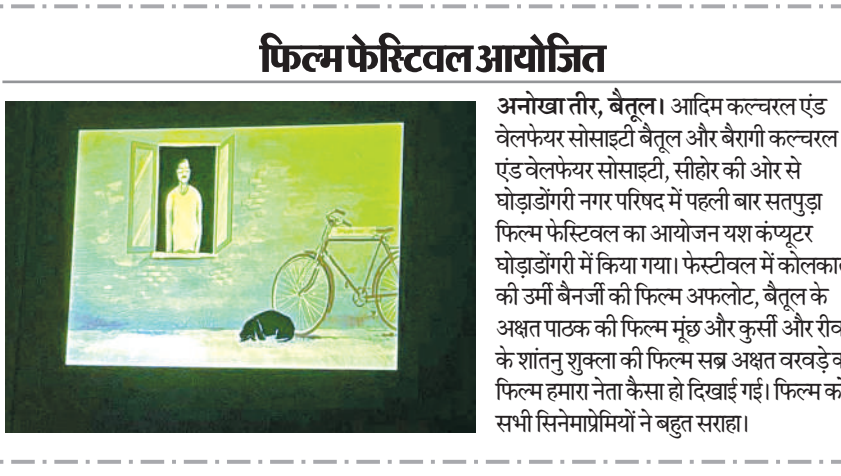 फिल्म फेस्टिवल आयोजित
अनोखा तीर, बैतूल। आदिम कल्चरल एंड
वेलफेयर सोसाइटी बैतूल और बैरागी कल्चरल
एंड वेलफेयर सोसाइटी, सीहोर की ओर से
घोड़ाडोंगरी नगर परिषद में पहली बार सतपुड़ा
फिल्म फेस्टिवल का आयोजन यश कंप्यूटर
घोड़ाडोंगरी में किया गया। फेस्टीवल में
की उर्मी बैनर्जी की फिल्म अफलोट, बैतूल के
अक्षत पाठक की फिल्म मूंछ और कुर्सी और
के शांतनु शुक्ला की फिल्म सब्र अक्षत वरवड़े
फिल्म हमारा नेता कैसा हो दिखाई गई। फिल्म
सभी सिनेमाप्रेमियों ने बहुत सराहा।